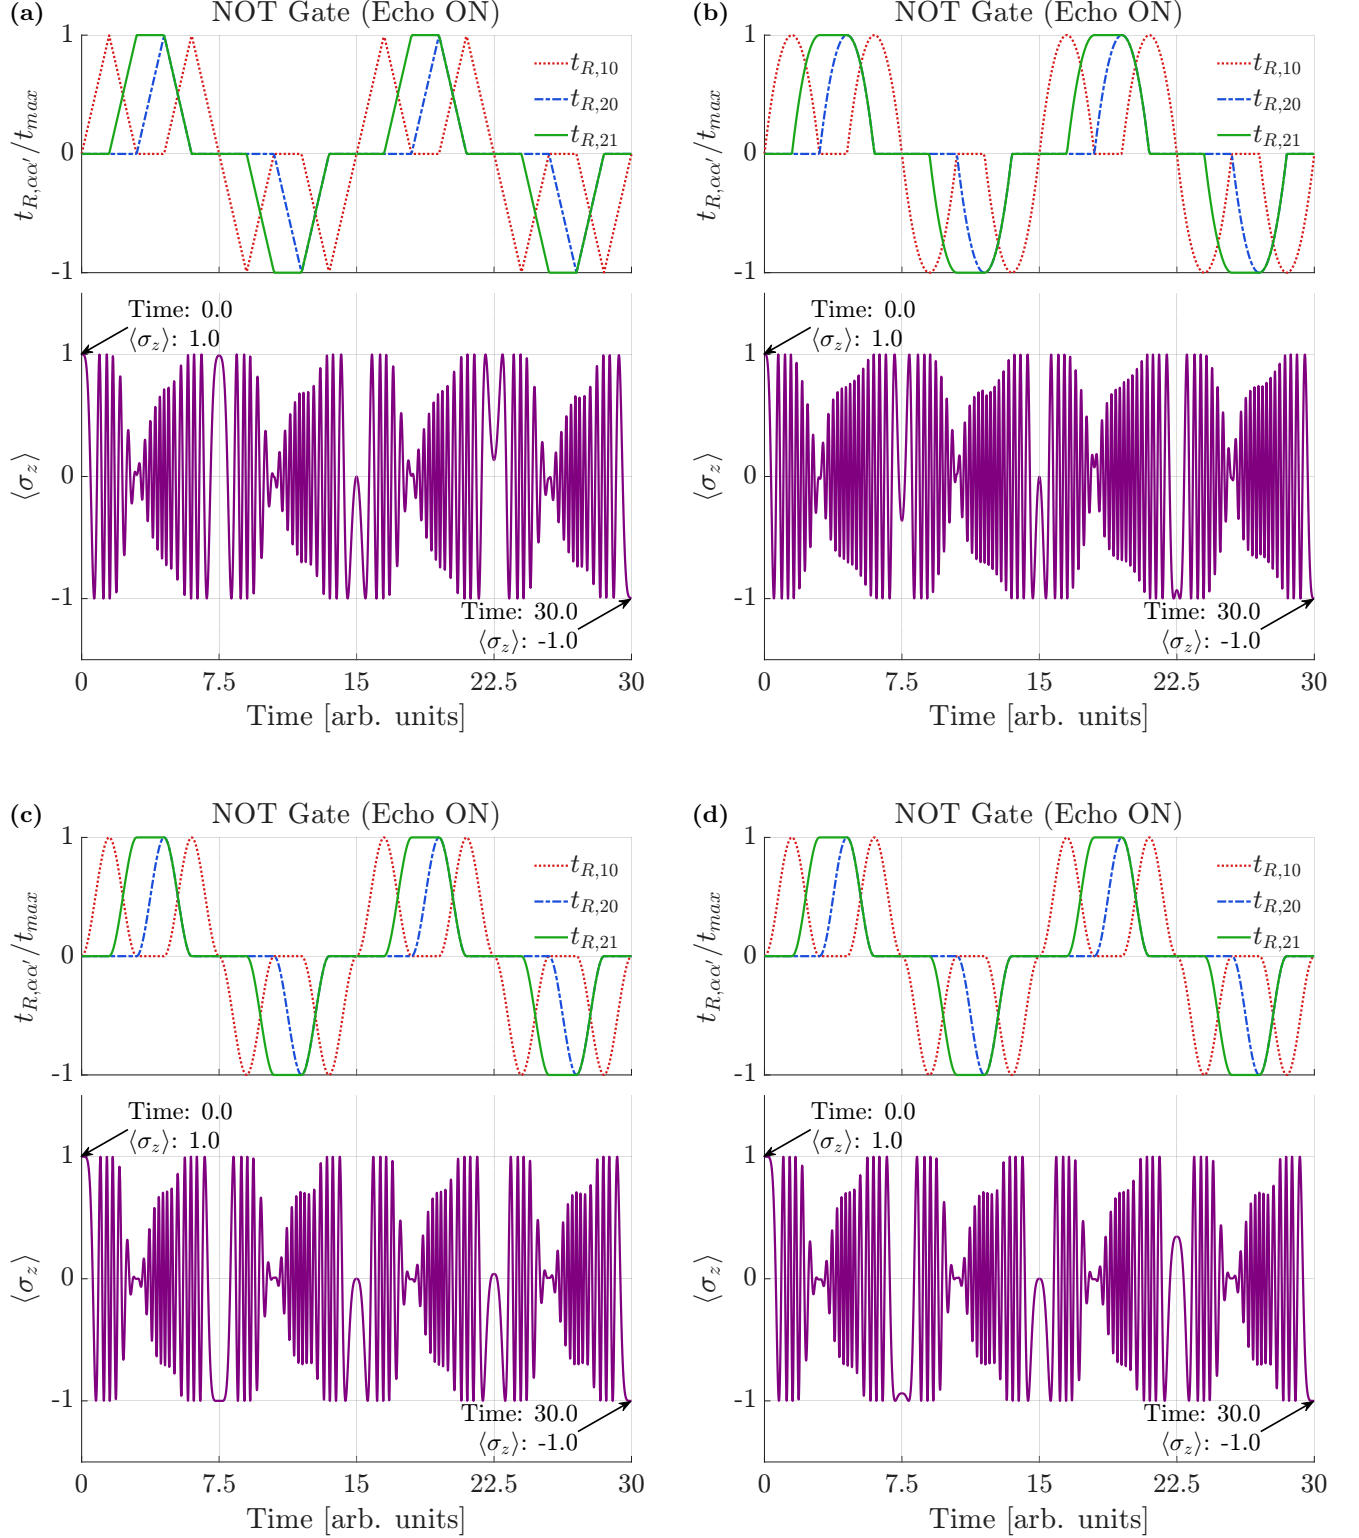 (a) NOT Gate (Echo ON)
1
0
-1
t_{R,αα′}/t_{max}
t_{R,10}
t_{R,20}
t_{R,21}
Time: 0.0
⟨σ_z⟩: 1.0
1
0
-1
⟨σ_z⟩
Time: 30.0
⟨σ_z⟩: -1.0
0 7.5 15 22.5 30
Time [arb. units]
(b) NOT Gate (Echo ON)
1
0
-1
t_{R,αα′}/t_{max}
t_{R,10}
t_{R,20}
t_{R,21}
Time: 0.0
⟨σ_z⟩: 1.0
1
0
-1
⟨σ_z⟩
Time: 30.0
⟨σ_z⟩: -1.0
0 7.5 15 22.5 30
Time [arb. units]
(c) NOT Gate (Echo ON)
1
0
-1
t_{R,αα′}/t_{max}
t_{R,10}
t_{R,20}
t_{R,21}
Time: 0.0
⟨σ_z⟩: 1.0
1
0
-1
⟨σ_z⟩
Time: 30.0
⟨σ_z⟩: -1.0
0 7.5 15 22.5 30
Time [arb. units]
(d) NOT Gate (Echo ON)
1
0
-1
t_{R,αα′}/t_{max}
t_{R,10}
t_{R,20}
t_{R,21}
Time: 0.0
⟨σ_z⟩: 1.0
1
0
-1
⟨σ_z⟩
Time: 30.0
⟨σ_z⟩: -1.0
0 7.5 15 22.5 30
Time [arb. units]